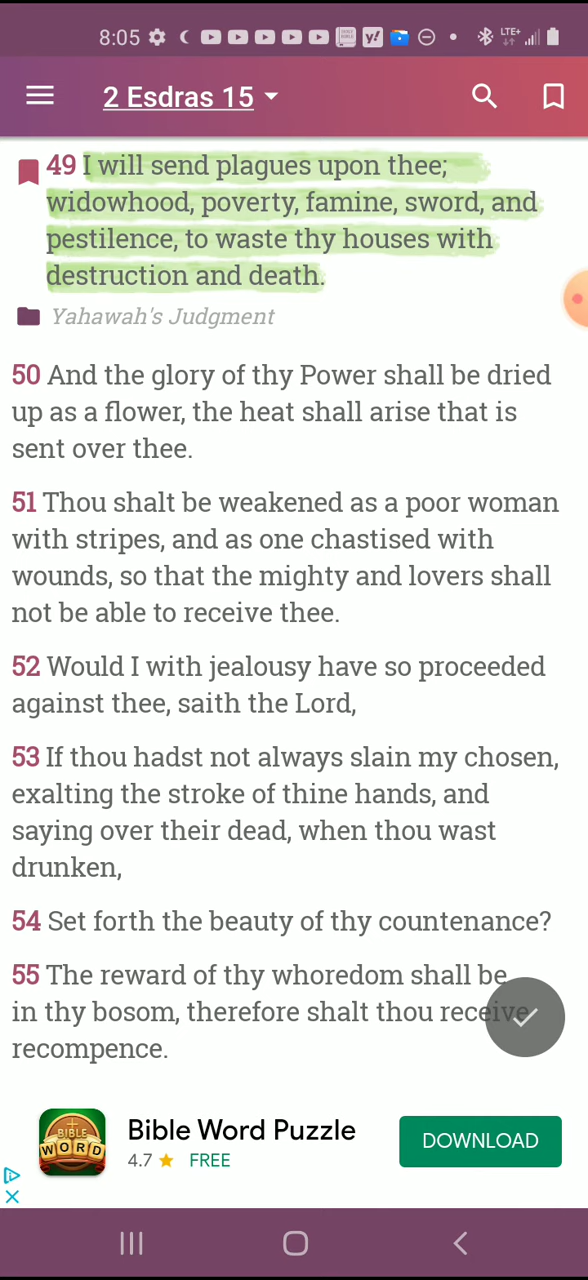 8:05
LTE+
2 Esdras 15
49 I will send plagues upon thee;
widowhood, poverty, famine, sword, and
pestilence, to waste thy houses with
destruction and death.
Yahawah's Judgment
50 And the glory of thy Power shall be dried
up as a flower, the heat shall arise that is
sent over thee.
51 Thou shalt be weakened as a poor woman
with stripes, and as one chastised with
wounds, so that the mighty and lovers shall
not be able to receive thee.
52 Would I with jealousy have so proceeded
against thee, saith the Lord,
53 If thou hadst not always slain my chosen,
exalting the stroke of thine hands, and
saying over their dead, when thou wast
drunken,
54 Set forth the beauty of thy countenance?
55 The reward of thy whoredom shall be
in thy bosom, therefore shalt thou receive
recompence.
BIBLE
WORD
Bible Word Puzzle
4.7 ★ FREE
DOWNLOAD